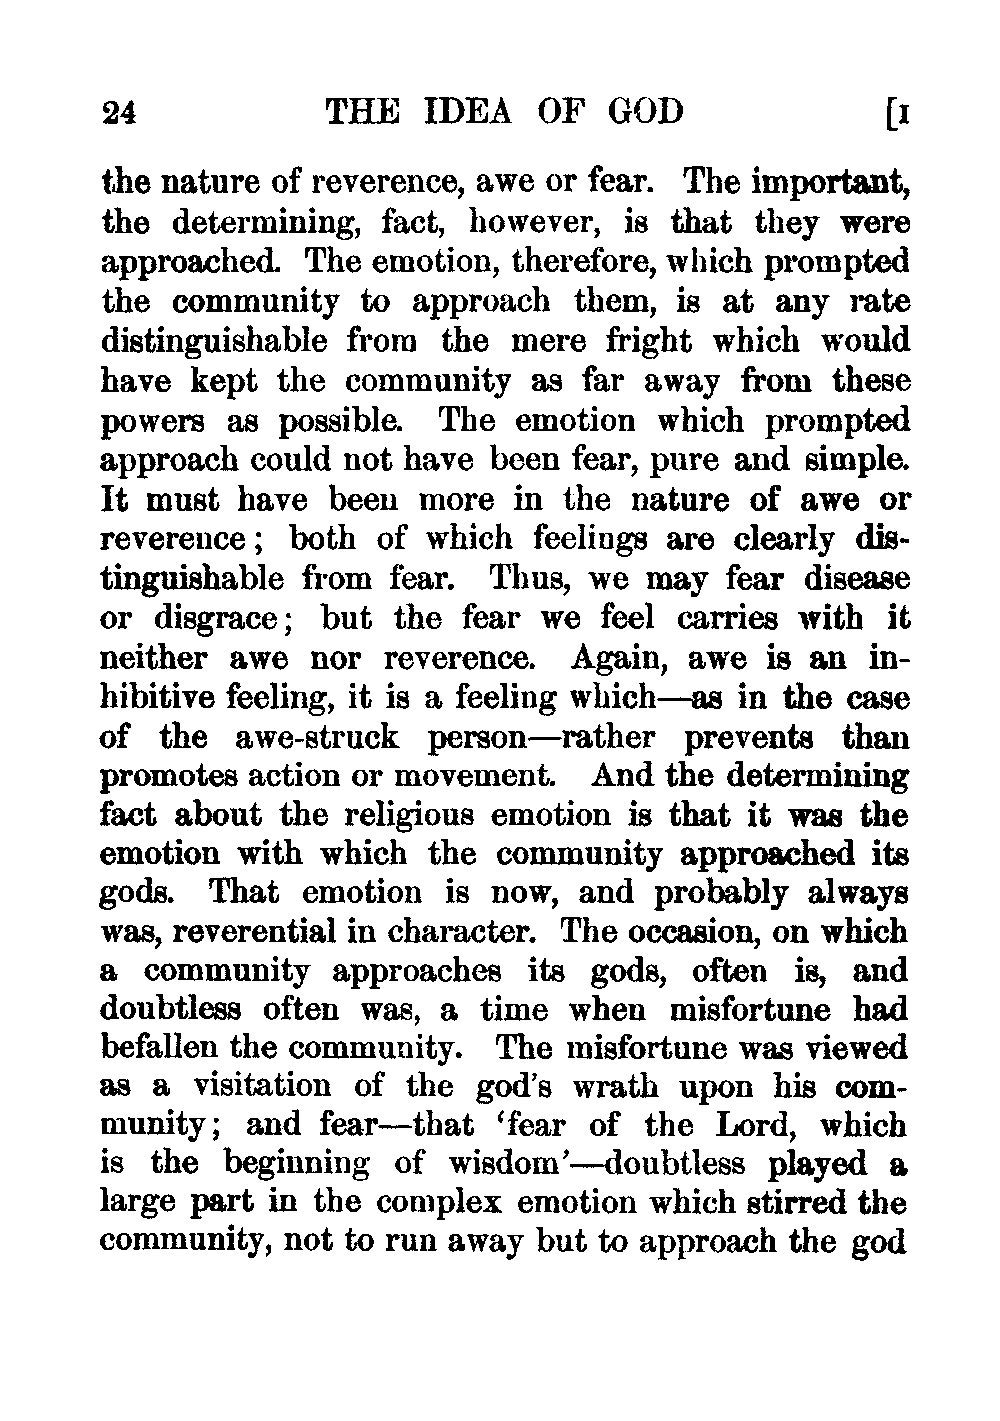 24 THE IDEA OF GOD [I
the nature of reverence, awe or fear. The important,
the determining, fact, however, is that they were
approached. The emotion, therefore, which prompted
the community to approach them, is at any rate
distinguishable from the mere fright which would
have kept the community as far away from these
powers as possible. The emotion which prompted
approach could not have been fear, pure and simple.
It must have been more in the nature of awe or
reverence; both of which feelings are clearly dis-
tinguishable from fear. Thus, we may fear disease
or disgrace; but the fear we feel carries with it
neither awe nor reverence. Again, awe is an in-
hibitive feeling, it is a feeling which—as in the case
of the awe-struck person—rather prevents than
promotes action or movement. And the determining
fact about the religious emotion is that it was the
emotion with which the community approached its
gods. That emotion is now, and probably always
was, reverential in character. The occasion, on which
a community approaches its gods, often is, and
doubtless often was, a time when misfortune had
befallen the community. The misfortune was viewed
as a visitation of the god's wrath upon his com-
munity; and fear—that 'fear of the Lord, which
is the beginning of wisdom'—doubtless played a
large part in the complex emotion which stirred the
community, not to run away but to approach the god